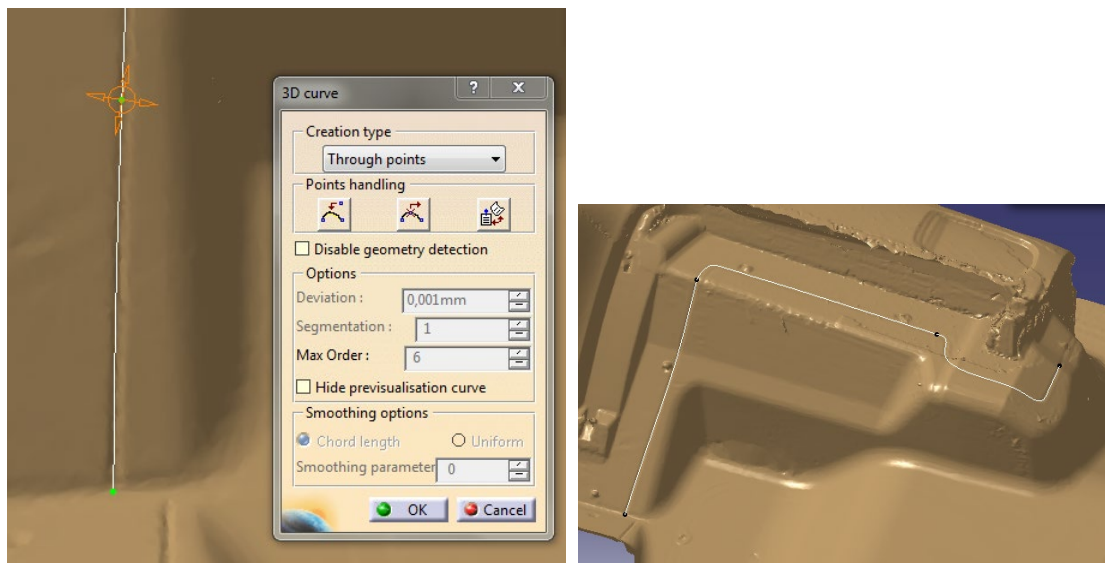 3D curve
Creation type
Through points
Points handling
Disable geometry detection
Options
Deviation : 0,001mm
Segmentation : 1
Max Order : 6
Hide previsualisation curve
Smoothing options
Chord length Uniform
Smoothing parameter 0
OK Cancel